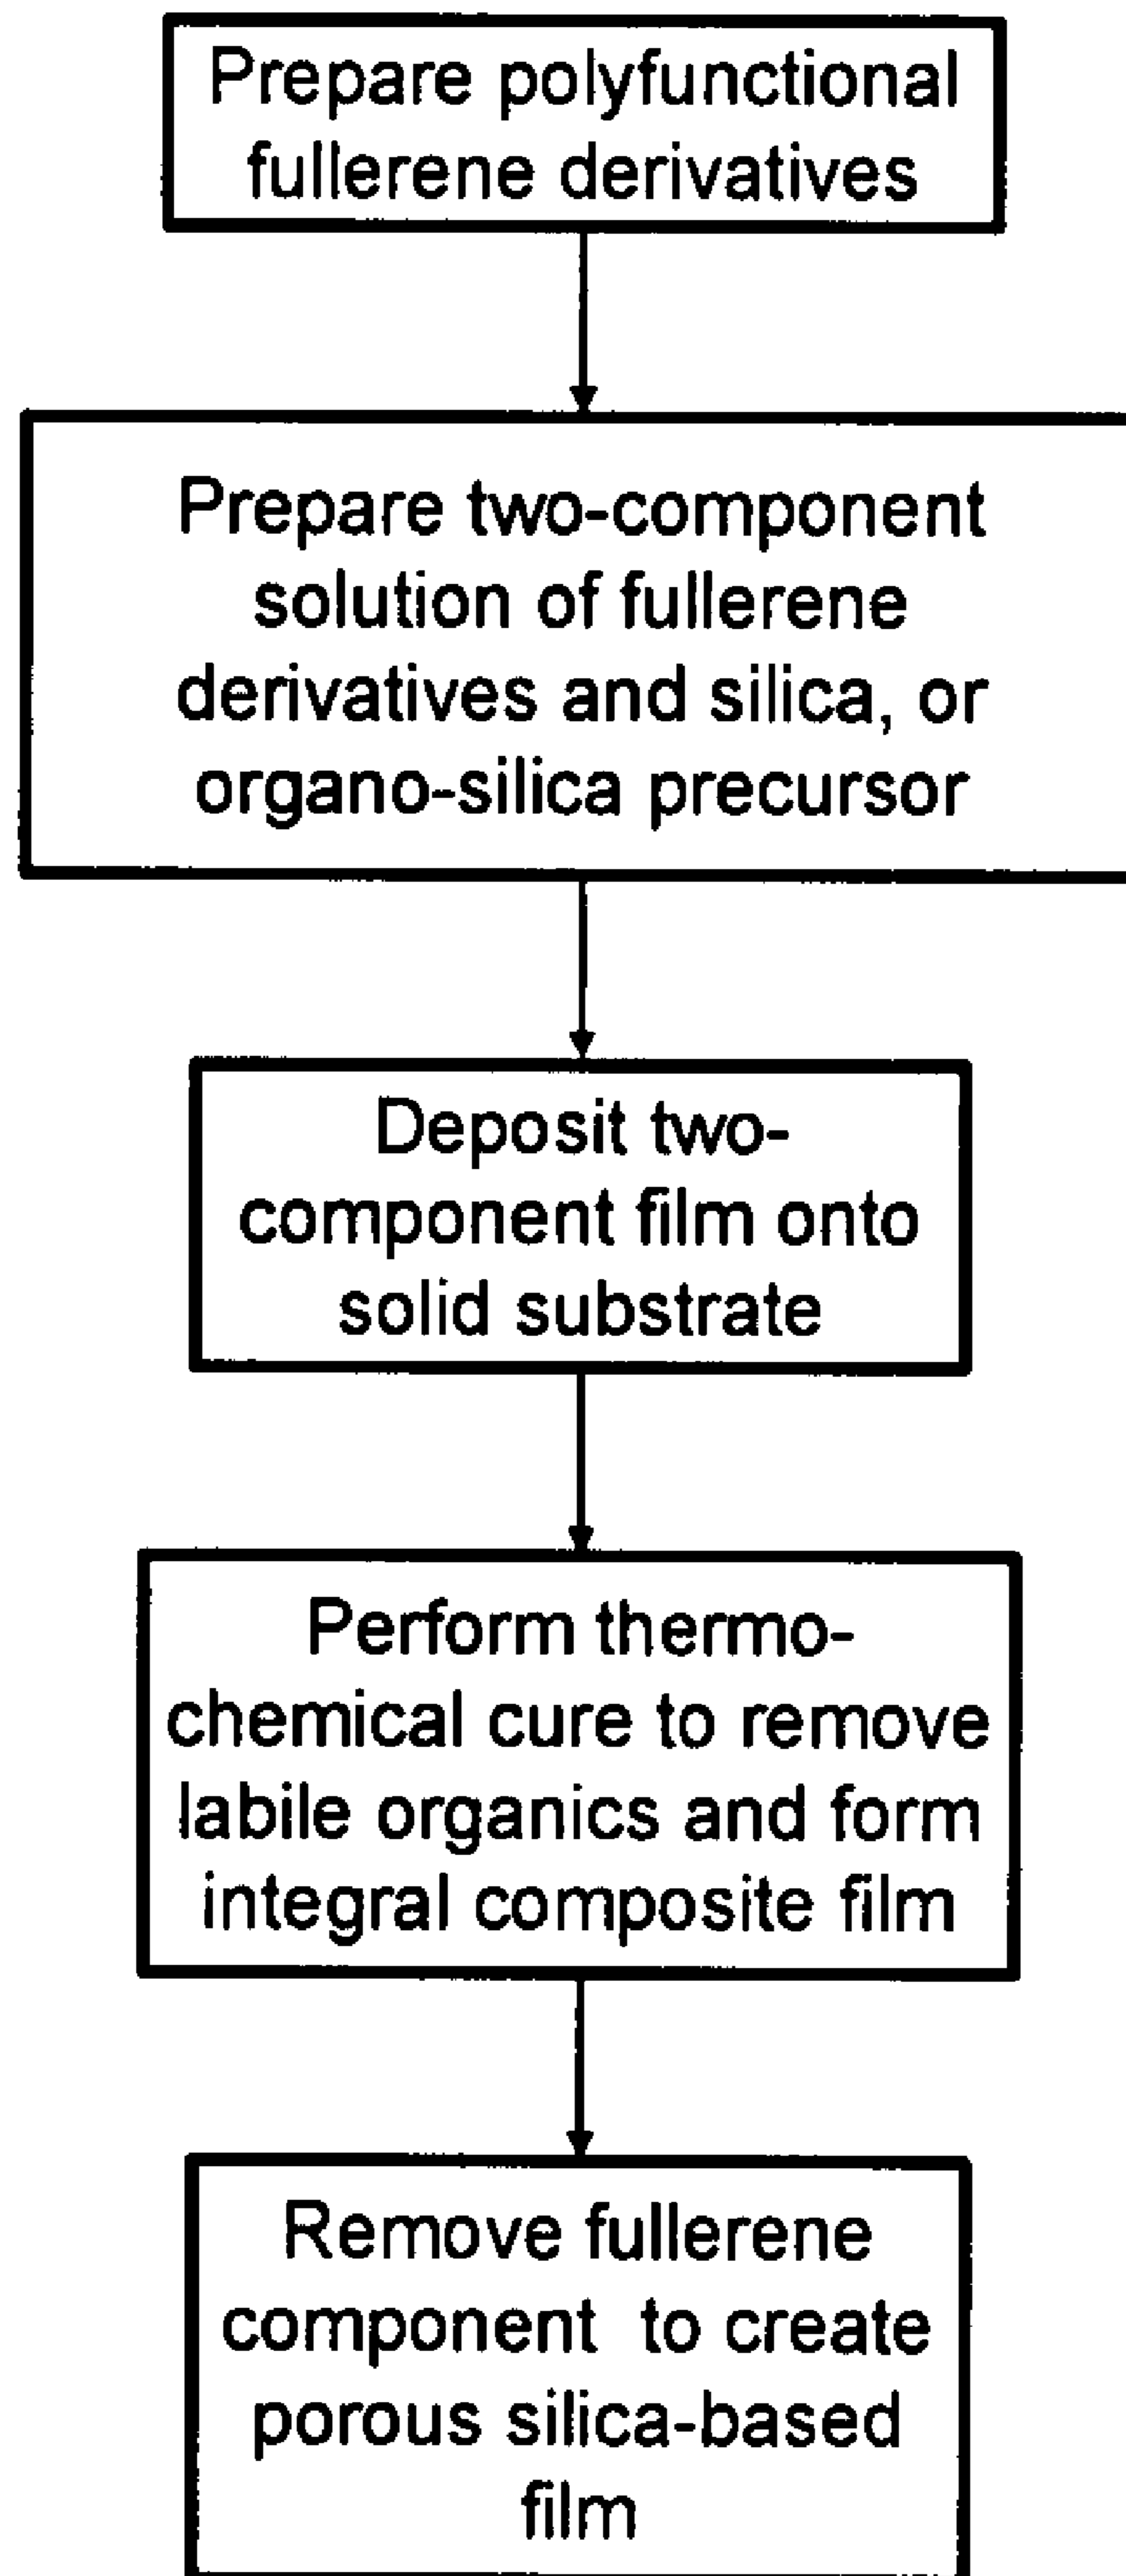 Prepare polyfunctional
fullerene derivatives
Prepare two-component
solution of fullerene
derivatives and silica, or
organo-silica precursor
Deposit two-
component film onto
solid substrate
Perform thermo-
chemical cure to remove
labile organics and form
integral composite film
Remove fullerene
component to create
porous silica-based
film